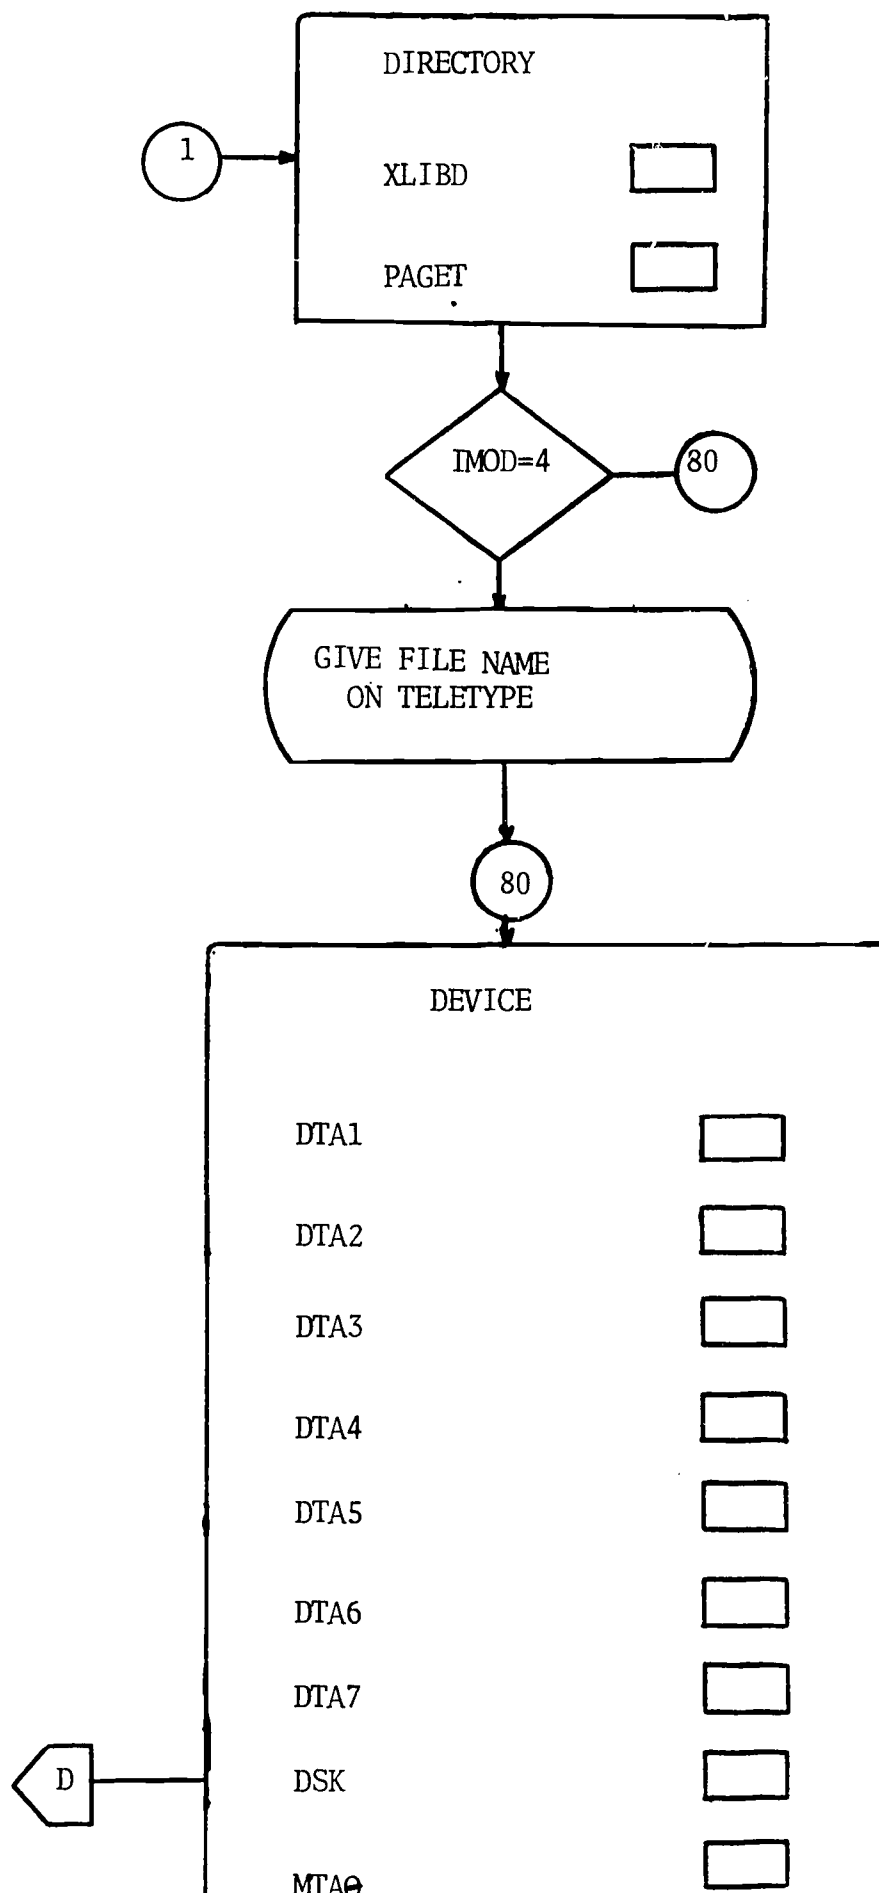 DIRECTORY
1
XLIBD
PAGET
IMOD=4
80
GIVE FILE NAME
ON TELETYPE
80
DEVICE
DTA1
DTA2
DTA3
DTA4
DTA5
DTA6
DTA7
D
DSK
MTA0